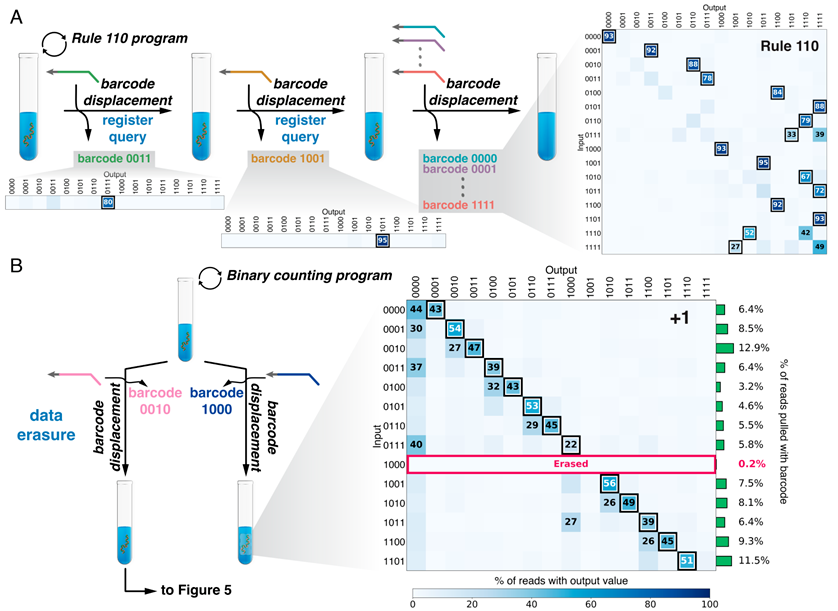 A
Rule 110 program
barcode
displacement
register
query
barcode 0011
Output
0000 0001 0010 0011 0100 0101 0110 0111 1000 1001 1010 1011 1100 1101 1110 1111
80
barcode
displacement
register
query
barcode 1001
Output
0000 0001 0010 0011 0100 0101 0110 0111 1000 1001 1010 1011 1100 1101 1110 1111
95
barcode
displacement
barcode 0000
barcode 0001
barcode 1111
Output
0000 0001 0010 0011 0100 0101 0110 0111 1000 1001 1010 1011 1100 1101 1110 1111
Rule 110
Input
0000 93
0001 92
0010 88
0011 78
0100 84
0101 88
0110 79
0111 33 39
1000 93
1001 95
1010 67
1011 72
1100 92
1101 93
1110 52 42
1111 27 49
B
Binary counting program
barcode
displacement
barcode
0010
barcode
1000
barcode
displacement
data
erasure
to Figure 5
Output
0000 0001 0010 0011 0100 0101 0110 0111 1000 1001 1010 1011 1100 1101 1110 1111
+1
Input
0000 44 43 6.4%
0001 30 54 8.5%
0010 27 47 12.9%
0011 37 39 6.4%
0100 32 43 3.2%
0101 53 4.6%
0110 29 45 5.5%
0111 40 22 5.8%
1000 Erased 0.2%
1001 56 7.5%
1010 26 49 8.1%
1011 27 39 6.4%
1100 26 45 9.3%
1101 51 11.5%
% of reads pulled with barcode
% of reads with output value
0 20 40 60 80 100